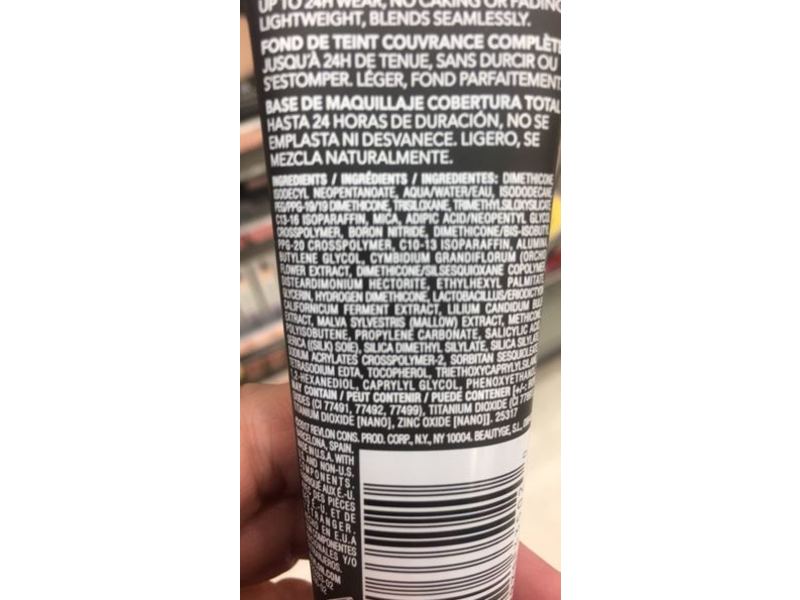 UP TO 24H WEAR, NO CAKING OR FADING
LIGHTWEIGHT, BLENDS SEAMLESSLY.
FOND DE TEINT COUVRANCE COMPLÈTE
JUSQU'À 24H DE TENUE, SANS DURCIR OU
S'ESTOMPER. LÉGER, FOND PARFAITEMENT
BASE DE MAQUILLAJE COBERTURA TOTAL
HASTA 24 HORAS DE DURACIÓN, NO SE
EMPLASTA NI DESVANECE. LIGERO, SE
MEZCLA NATURALMENTE.
INGREDIENTS / INGRÉDIENTS / INGREDIENTES: DIMETHICONE
ISODECYL NEOPENTANOATE, AQUA/WATER/EAU, ISODODECANE
PEG/PPG-19/19 DIMETHICONE, TRISILOXANE, TRIMETHYLSILOXYSILICATE
C13-16 ISOPARAFFIN, MICA, ADIPIC ACID/NEOPENTYL GLYCOL
CROSSPOLYMER, BORON NITRIDE, DIMETHICONE/BIS-ISOBUTYL
PPG-20 CROSSPOLYMER, C10-13 ISOPARAFFIN, ALUMINA
BUTYLENE GLYCOL, CYMBIDIUM GRANDIFLORUM (ORCHID
FLOWER EXTRACT, DIMETHICONE/SILSESQUIOXANE COPOLYMER
DISTEARDIMONIUM HECTORITE, ETHYLHEXYL PALMITATE
GLYCERIN, HYDROGEN DIMETHICONE, LACTOBACILLUS/ERIODICTYON
CALIFORNICUM FERMENT EXTRACT, LILIUM CANDIDUM BULB
EXTRACT, MALVA SYLVESTRIS (MALLOW) EXTRACT, METHICONE
POLYISOBUTENE, PROPYLENE CARBONATE, SALICYLIC ACID
SERICA ((SILK) SOIE), SILICA DIMETHYL SILYLATE, SILICA SILYLATE
SODIUM ACRYLATES CROSSPOLYMER-2, SORBITAN SESQUIOLEATE
TETRASODIUM EDTA, TOCOPHEROL, TRIETHOXYCAPRYLYLSILANE
1,2-HEXANEDIOL, CAPRYLYL GLYCOL, PHENOXYETHANOL
MAY CONTAIN / PEUT CONTENIR / PUEDE CONTENER [+/-:
OXIDES (CI 77491, 77492, 77499), TITANIUM DIOXIDE (CI
TITANIUM DIOXIDE [NANO], ZINC OXIDE [NANO]]. 25317
©2017 REVLON CONS. PROD. CORP., N.Y., NY 10004. BEAUTYGE, S.L.
BARCELONA, SPAIN.
MADE IN U.S.A. WITH
U.S. AND NON-U.S.
COMPONENTS.
FABRIQUÉ AUX É.-U.
AVEC DES PIÈCES
É.-U. ET DE
L'ÉTRANGER.
HECHO EN E.U.A
COMPONENTES
NACIONALES Y/O
EXTRANJEROS.